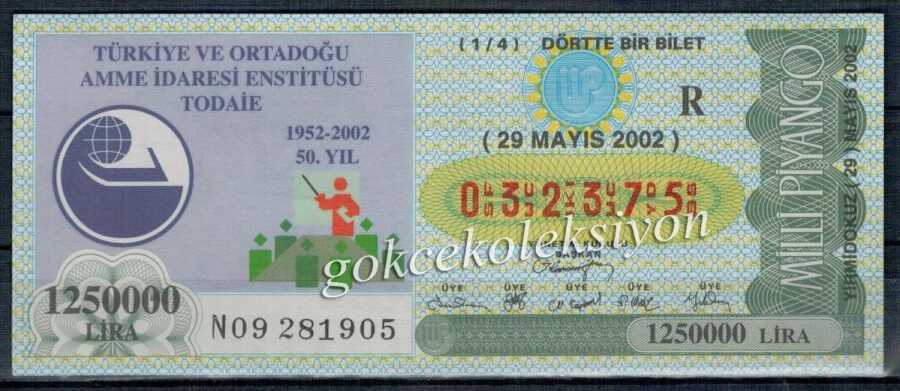 TÜRKİYE VE ORTADOĞU
AMME İDARESİ ENSTİTÜSÜ
TODAİE
1952-2002
50. YIL
1250000
LİRA
N09 281905
(1/4) DÖRTTE BİR BİLET
R
(29 MAYIS 2002)
0 3 2 3 7 5
BAŞKAN
ÜYE ÜYE ÜYE ÜYE ÜYE
1250000 LİRA
MİLLİ PİYANGO
YİRMİDOKUZ (29) MAYIS 2002
gokcekoleksiyon